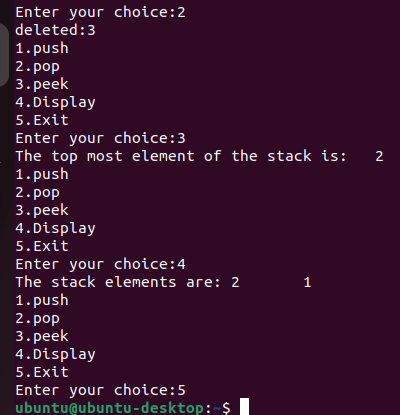 Enter your choice:2
deleted:3
1.push
2.pop
3.peek
4.Display
5.Exit
Enter your choice:3
The top most element of the stack is:   2
1.push
2.pop
3.peek
4.Display
5.Exit
Enter your choice:4
The stack elements are: 2       1
1.push
2.pop
3.peek
4.Display
5.Exit
Enter your choice:5
ubuntu@ubuntu-desktop:~$